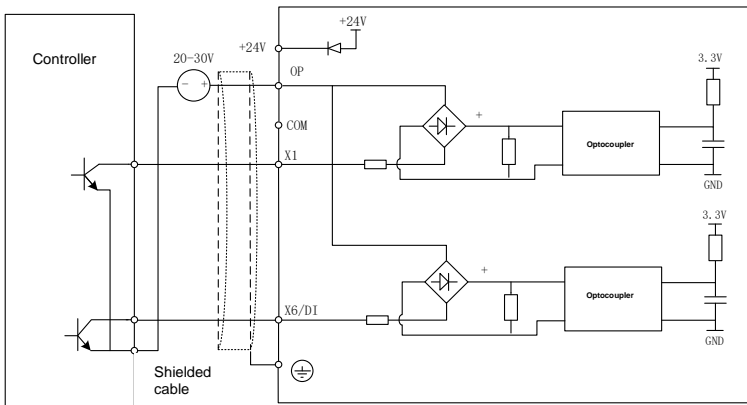 +24V
+24V
Controller
20-30V
3.3V
OP
- +
+
COM
Optocoupler
X1
GND
3.3V
+
Optocoupler
X6/DI
GND
Shielded
cable